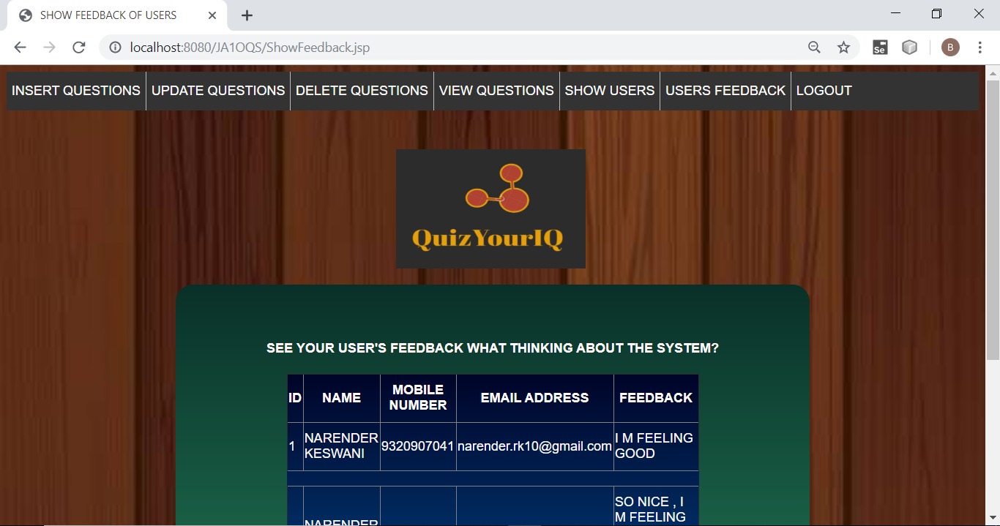 SHOW FEEDBACK OF USERS
localhost:8080/JA1OQS/ShowFeedback.jsp
Se
B
INSERT QUESTIONS UPDATE QUESTIONS DELETE QUESTIONS VIEW QUESTIONS SHOW USERS USERS FEEDBACK LOGOUT
QuizYourIQ
SEE YOUR USER'S FEEDBACK WHAT THINKING ABOUT THE SYSTEM?
ID NAME MOBILE NUMBER EMAIL ADDRESS FEEDBACK
1 NARENDER KESWANI 9320907041 narender.rk10@gmail.com I M FEELING GOOD
NARENDER SO NICE , I M FEELING